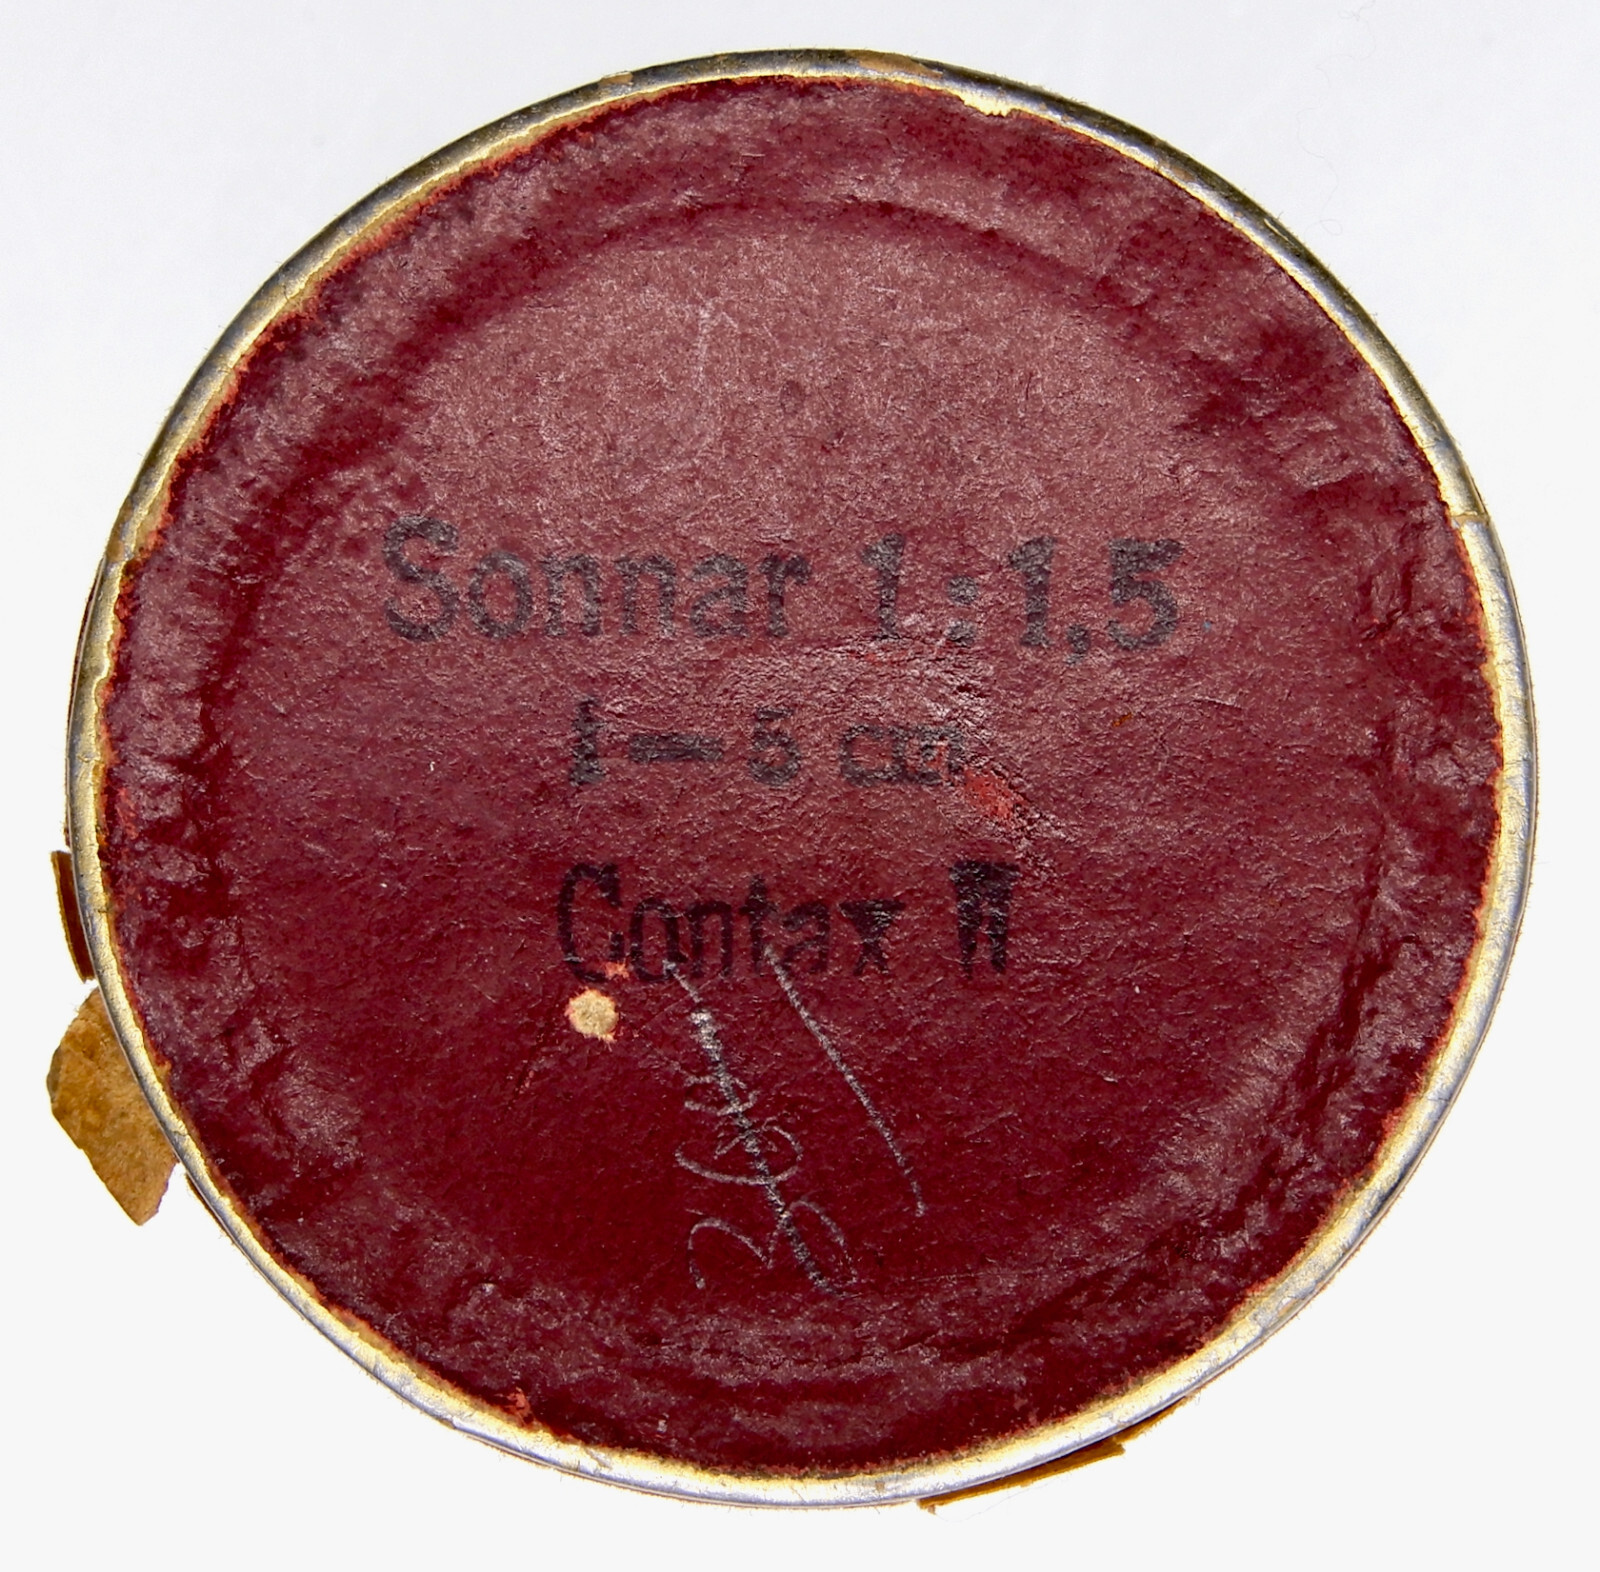 Sonnar 1:1,5
f=5 cm
Contax II